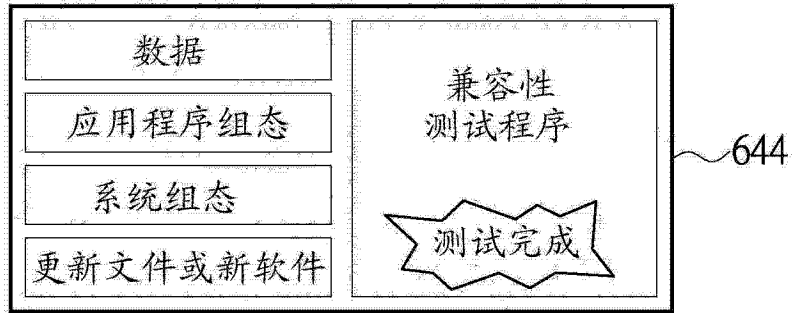 数据
应用程序组态
系统组态
更新文件或新软件
兼容性
测试程序
测试完成
644